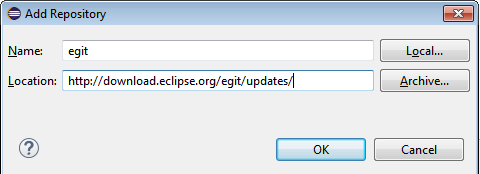 Add Repository
Name: egit Local...
Location: http://download.eclipse.org/egit/updates/ Archive...
? OK Cancel